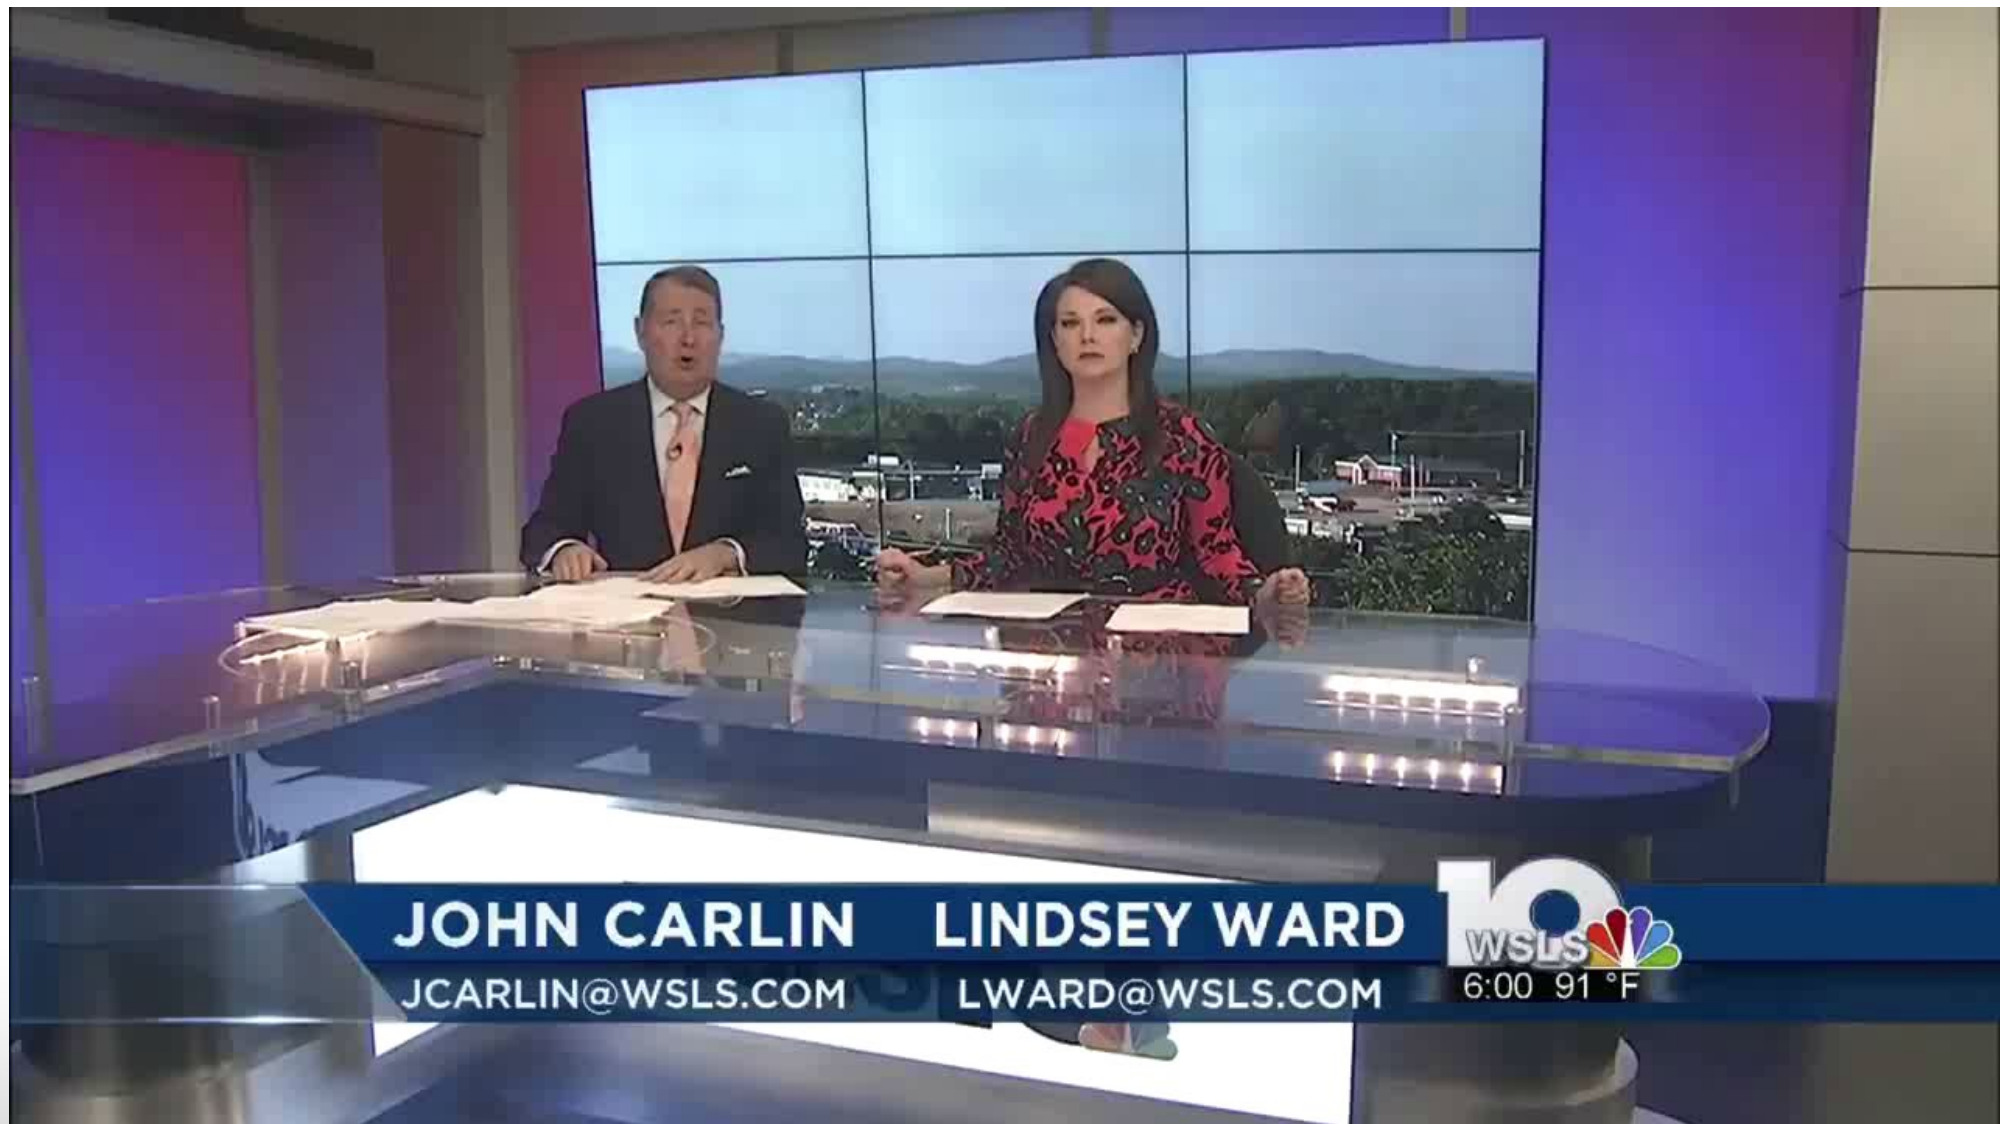 JOHN CARLIN LINDSEY WARD
JCARLIN@WSLS.COM LWARD@WSLS.COM
10
WSLS
6:00 91 °F